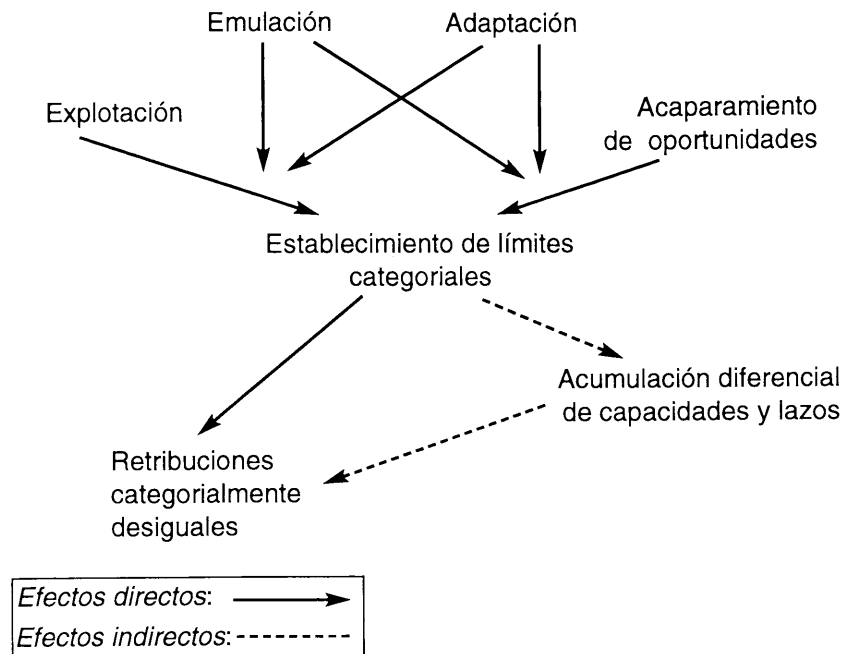 Emulación
Adaptación
Explotación
Acaparamiento
de oportunidades
Establecimiento de límites
categoriales
Acumulación diferencial
de capacidades y lazos
Retribuciones
categorialmente
desiguales
Efectos directos:
Efectos indirectos: